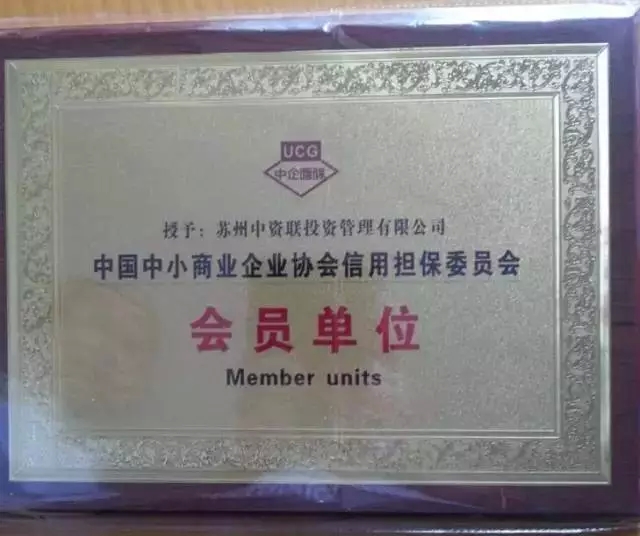 UCG
中企暱保
授予：苏州中资联投资管理有限公司
中国中小商业企业协会信用担保委员会
会员单位
Member units